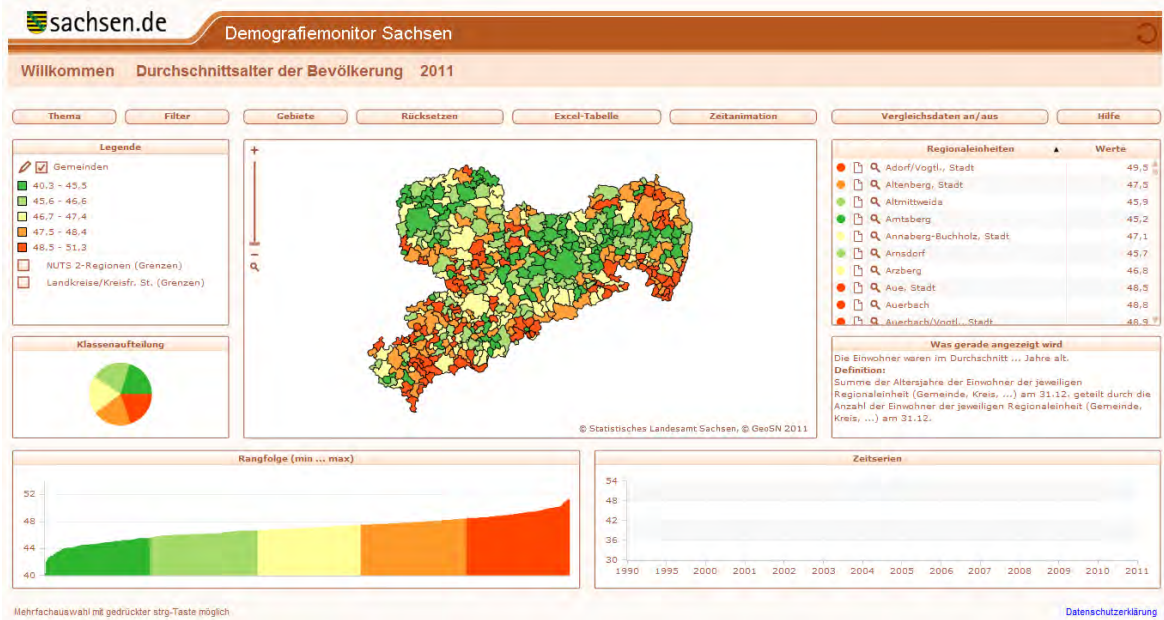 sachsen.de
Demografiemonitor Sachsen
Willkommen Durchschnittsalter der Bevölkerung 2011
Thema Filter Gebiete Rücksetzen Excel-Tabelle Zeitanimation Vergleichsdaten an/aus Hilfe
Legende
Gemeinden
40.3 - 45.5
45.6 - 46.6
46.7 - 47.4
47.5 - 48.4
48.5 - 51.3
NUTS 2-Regionen (Grenzen)
Landkreise/Kreisfr. St. (Grenzen)
Klassenaufteilung
+
−
© Statistisches Landesamt Sachsen, © GeoSN 2011
Regionaleinheiten ▲ Werte
Adorf/Vogtl., Stadt 49,5
Altenberg, Stadt 47,5
Altmittweida 45,9
Amtsberg 45,2
Annaberg-Buchholz, Stadt 47,1
Arnsdorf 45,7
Arzberg 46,8
Aue, Stadt 48,5
Auerbach 48,8
Auerbach/Vogtl., Stadt 48,9
Was gerade angezeigt wird
Die Einwohner waren im Durchschnitt ... Jahre alt.
Definition:
Summe der Altersjahre der Einwohner der jeweiligen
Regionaleinheit (Gemeinde, Kreis, ...) am 31.12. geteilt durch die
Anzahl der Einwohner der jeweiligen Regionaleinheit (Gemeinde,
Kreis, ...) am 31.12.
Rangfolge (min ... max)
52
48
44
40
Zeitserien
54
48
42
36
30
1990 1995 2000 2001 2002 2003 2004 2005 2006 2007 2008 2009 2010 2011
Mehrfachauswahl mit gedrückter strg-Taste möglich
Datenschutzerklärung